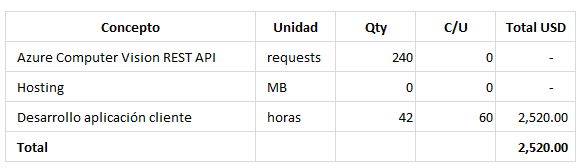 Concepto Unidad Qty C/U Total USD
Azure Computer Vision REST API requests 240 0 -
Hosting MB 0 0 -
Desarrollo aplicación cliente horas 42 60 2,520.00
Total 2,520.00